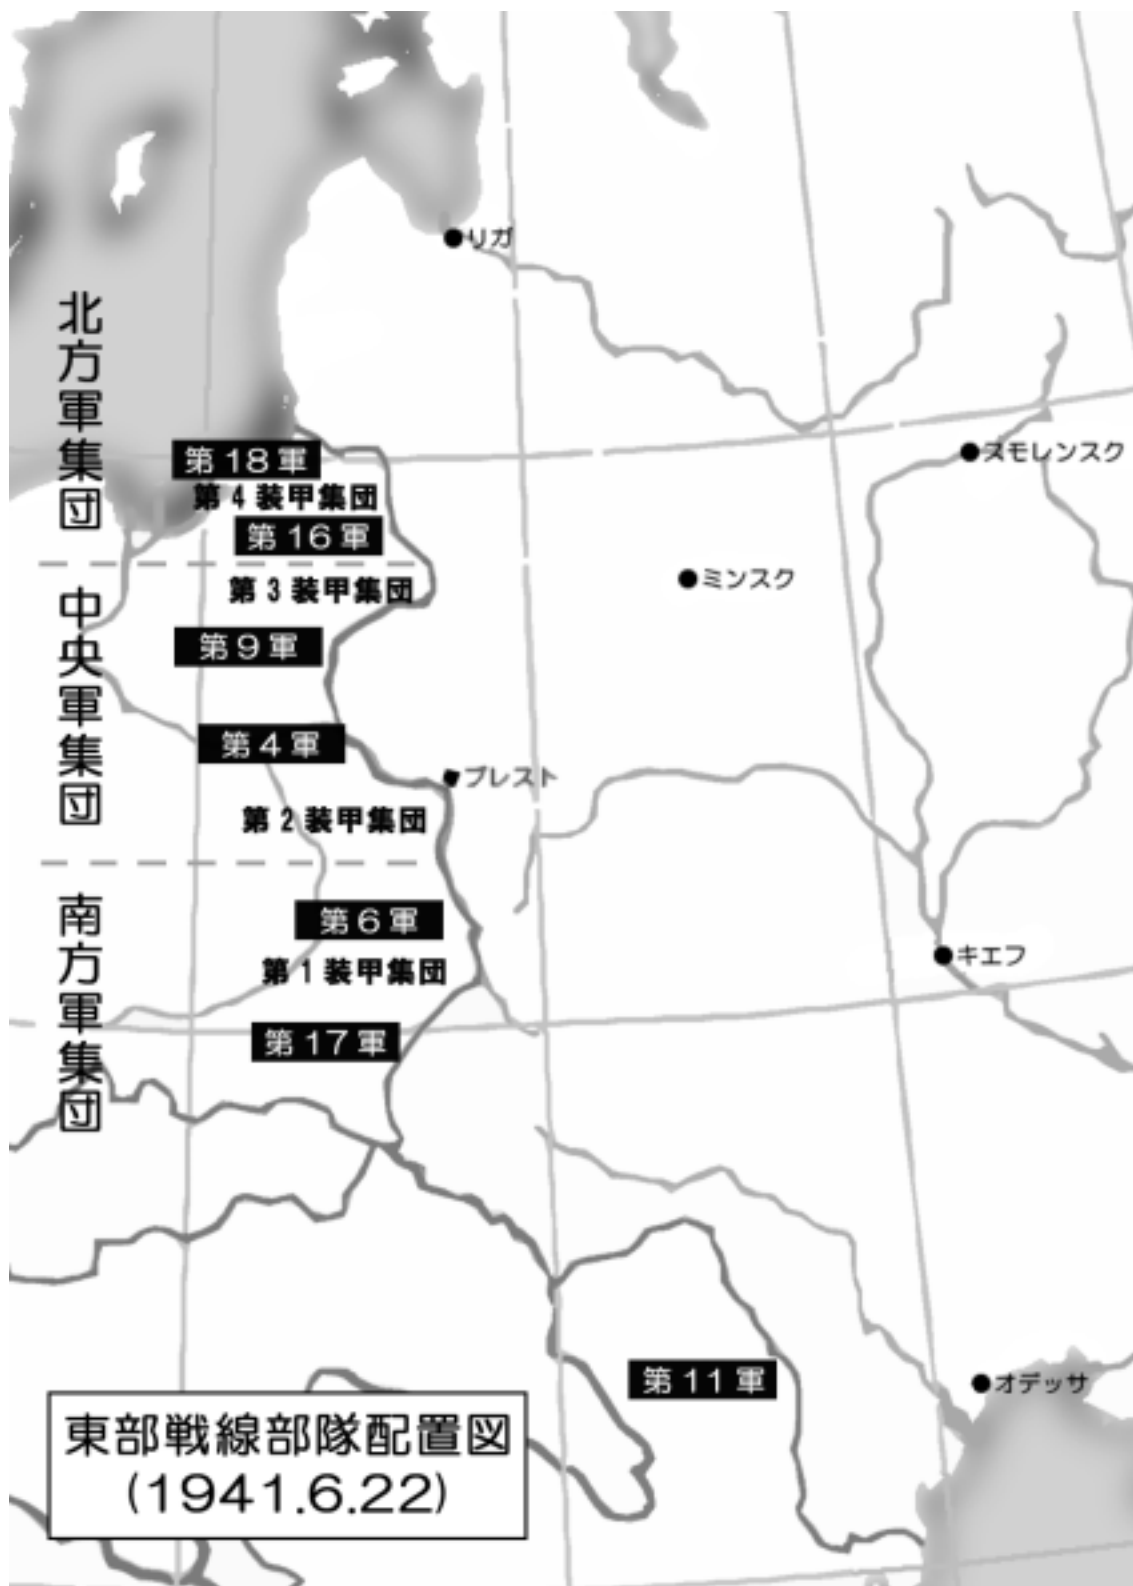 リガ
北方軍集団
第18軍
第4装甲集団
第16軍
スモレンスク
ミンスク
中央軍集団
第3装甲集団
第9軍
第4軍
ブレスト
第2装甲集団
南方軍集団
第6軍
第1装甲集団
キエフ
第17軍
第11軍
オデッサ
東部戦線部隊配置図
(1941.6.22)